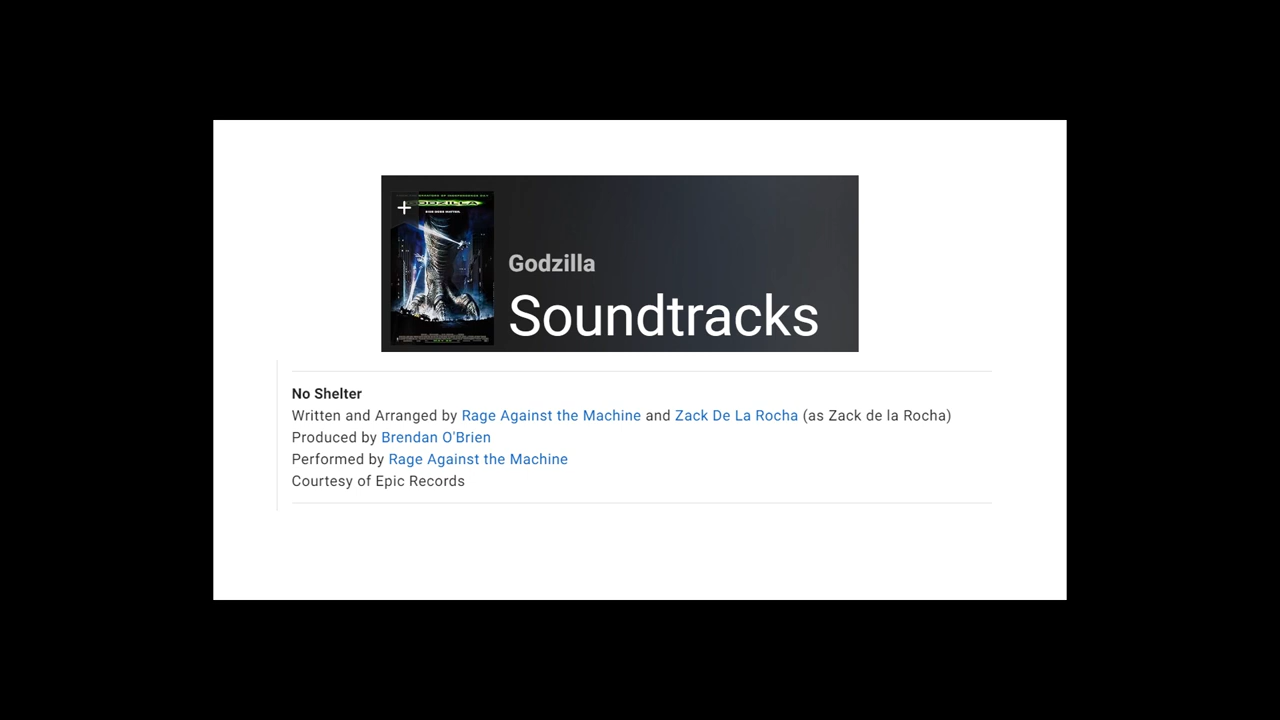 GODZILLA
Godzilla
Soundtracks
No Shelter
Written and Arranged by Rage Against the Machine and Zack De La Rocha (as Zack de la Rocha)
Produced by Brendan O'Brien
Performed by Rage Against the Machine
Courtesy of Epic Records